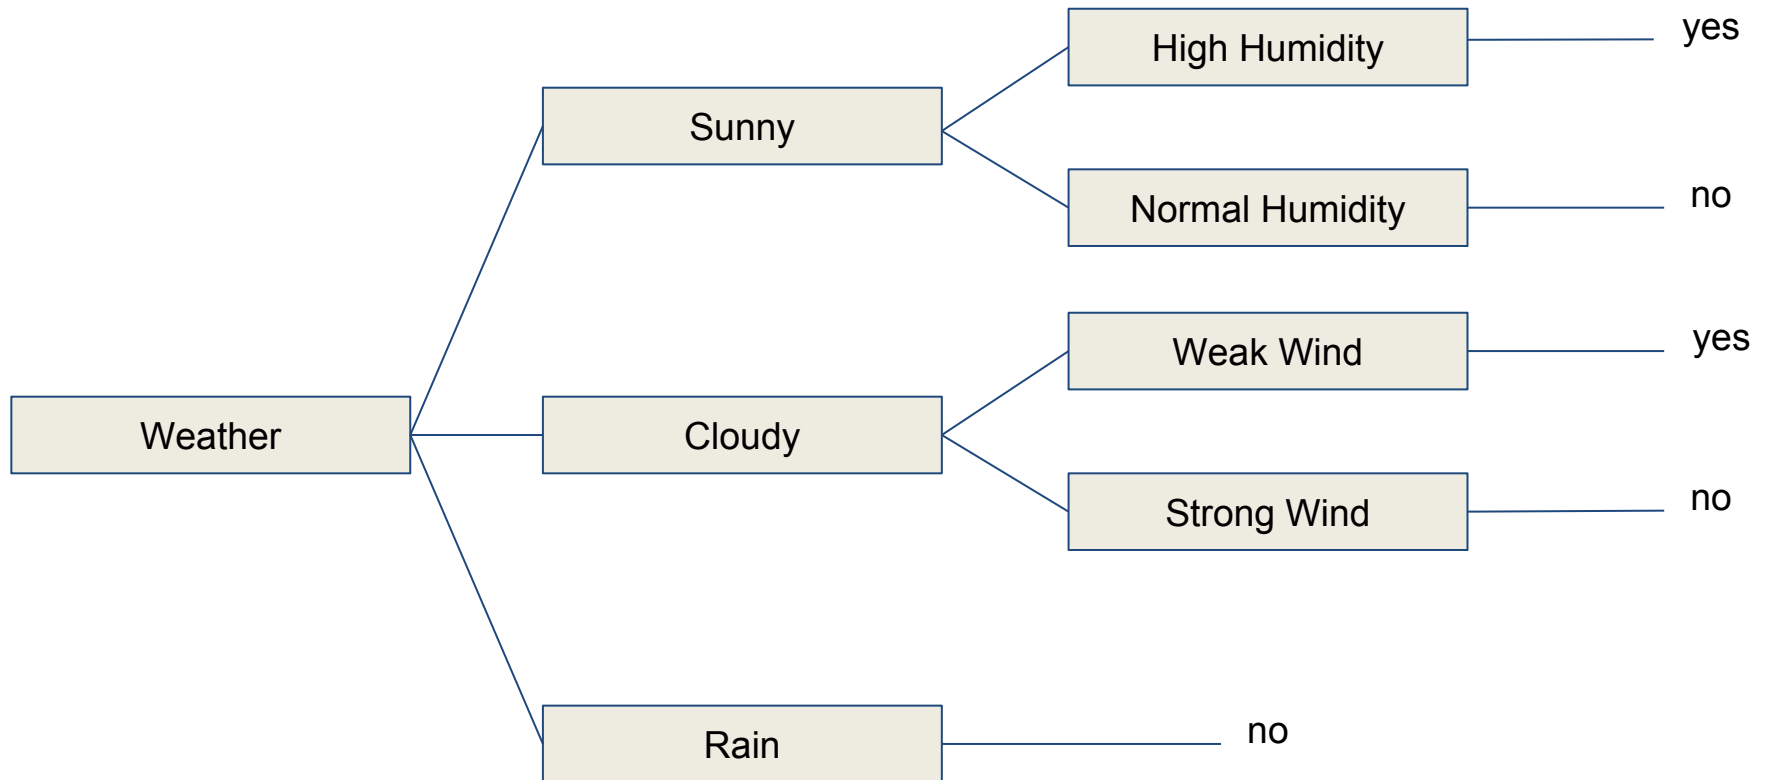 High Humidity
yes
Sunny
Normal Humidity
no
Weak Wind
yes
Weather
Cloudy
Strong Wind
no
Rain
no